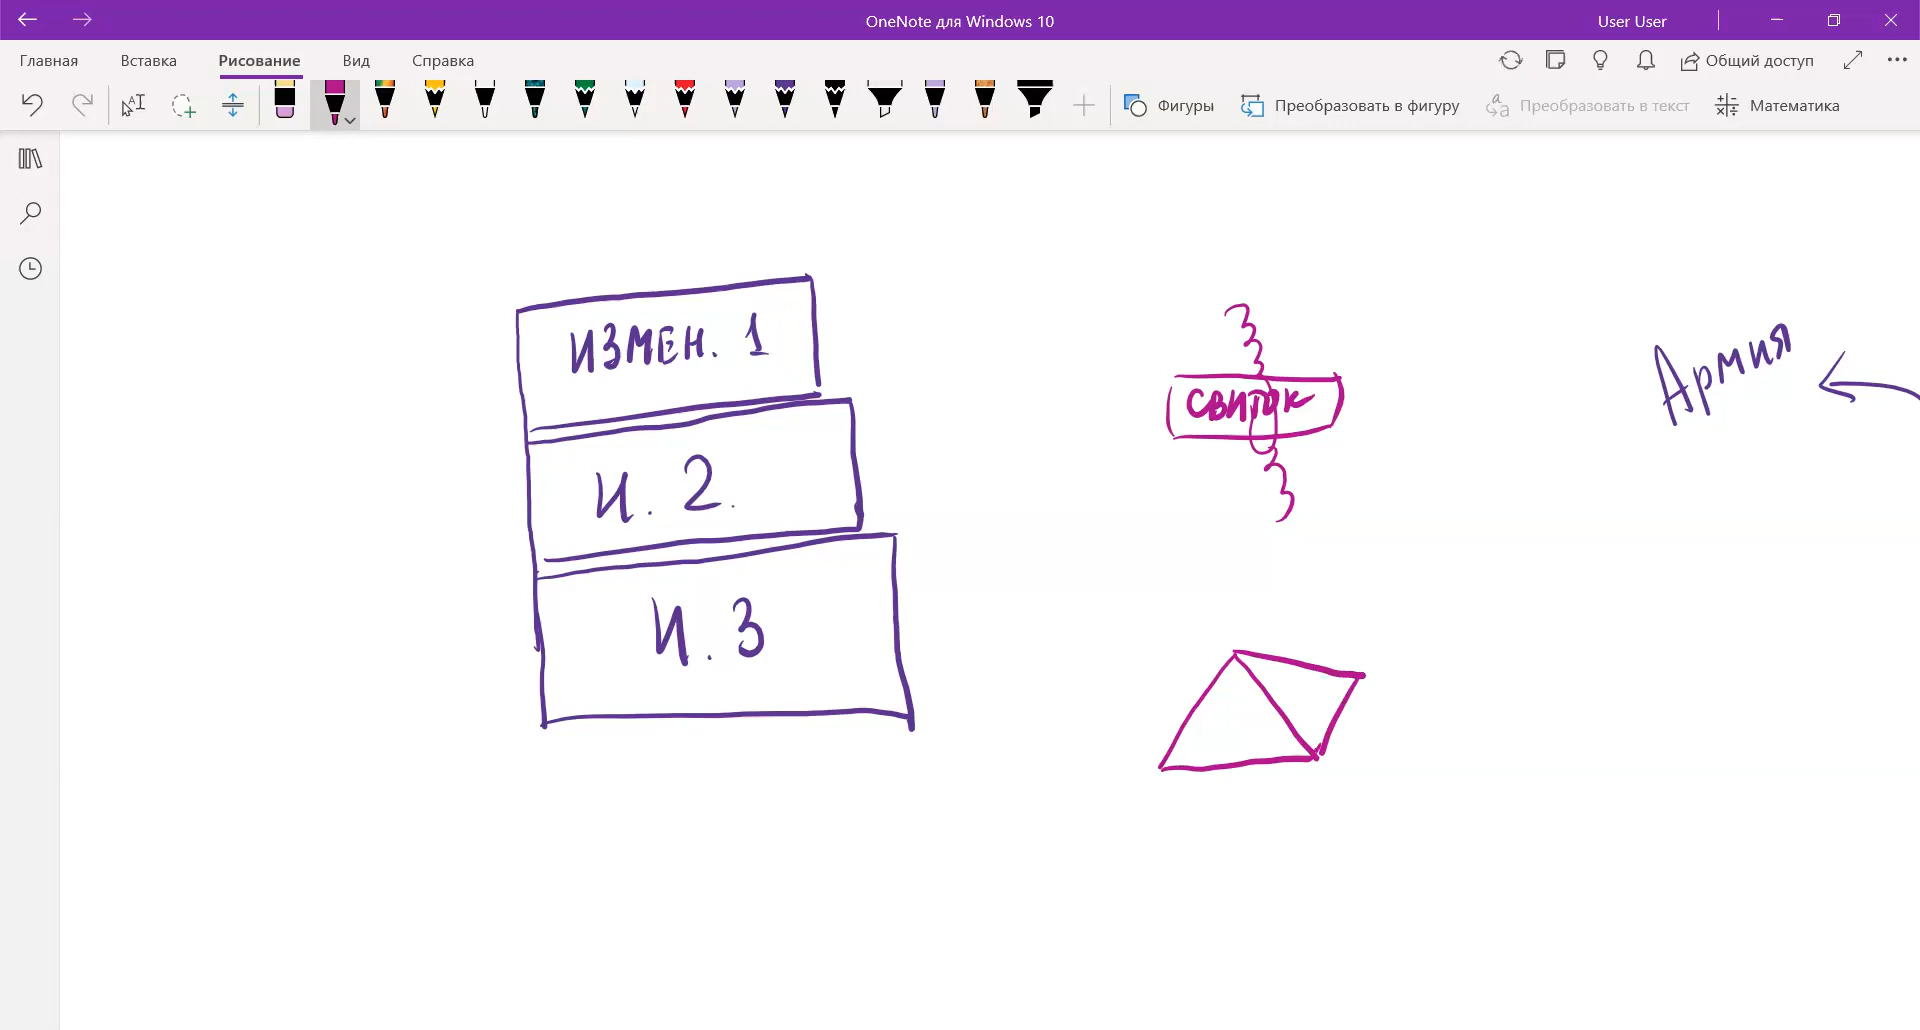 OneNote для Windows 10
User User
Главная Вставка Рисование Вид Справка
Общий доступ
Фигуры Преобразовать в фигуру Преобразовать в текст Математика
ИЗМЕН. 1
И. 2.
И. 3
СВИТОК
Армия